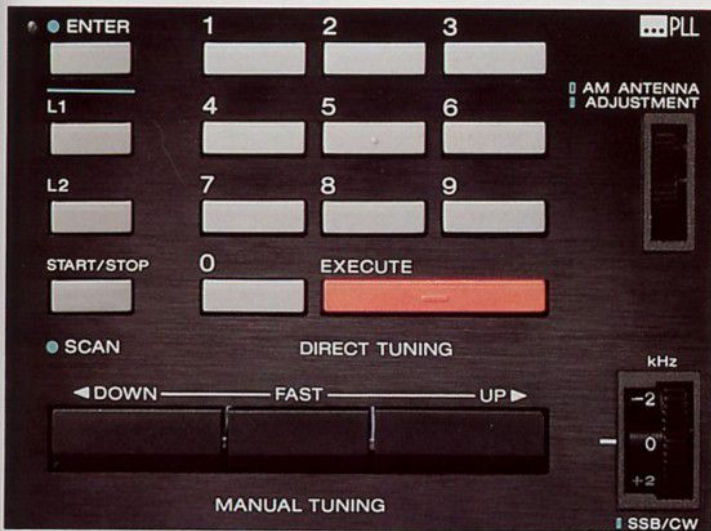 ENTER 1 2 3 PLL
AM ANTENNA
ADJUSTMENT
L1 4 5 6
L2 7 8 9
START/STOP 0 EXECUTE
SCAN DIRECT TUNING
kHz
◄DOWN FAST UP►
−2
0
+2
MANUAL TUNING
SSB/CW